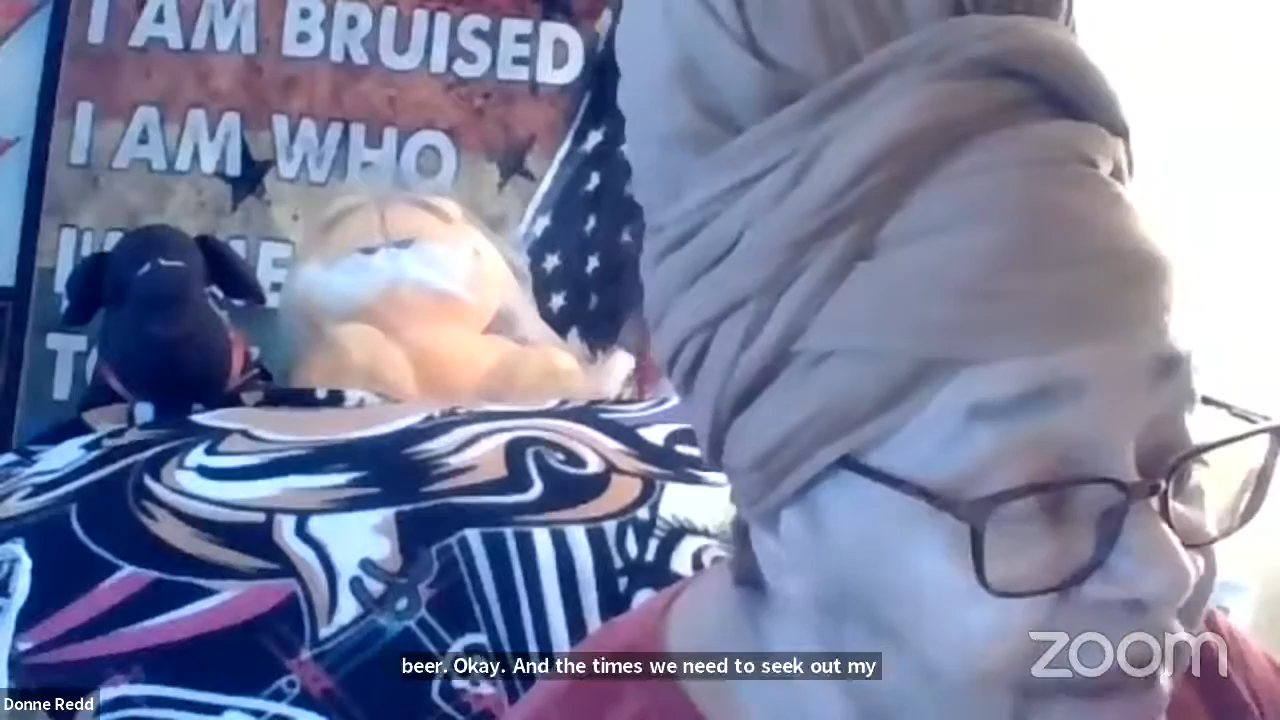 I AM BRUISED
I AM WHO
beer. Okay. And the times we need to seek out my
zoom
Donne Redd